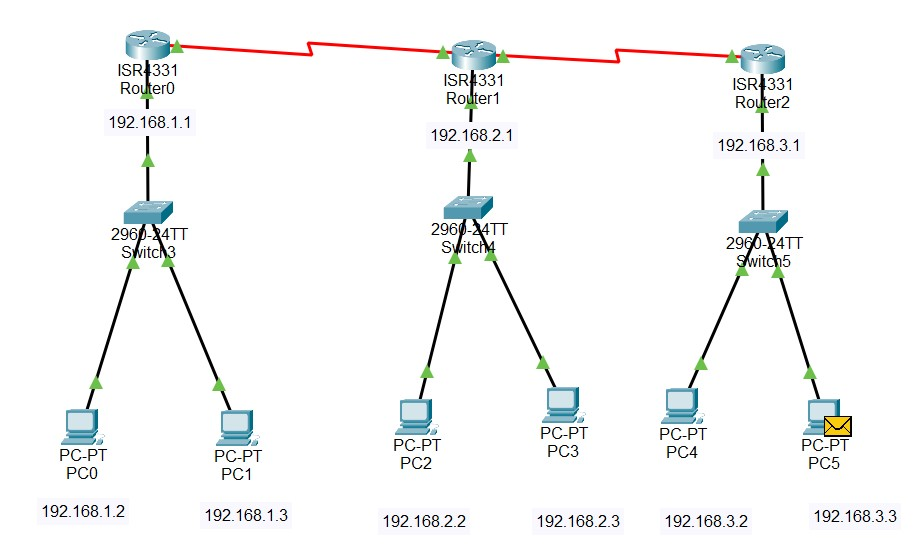 ISR4331
Router0
192.168.1.1
ISR4331
Router1
192.168.2.1
ISR4331
Router2
192.168.3.1
2960-24TT
Switch3
2960-24TT
Switch4
2960-24TT
Switch5
PC-PT
PC0
PC-PT
PC1
PC-PT
PC2
PC-PT
PC3
PC-PT
PC4
PC-PT
PC5
192.168.1.2
192.168.1.3
192.168.2.2
192.168.2.3
192.168.3.2
192.168.3.3